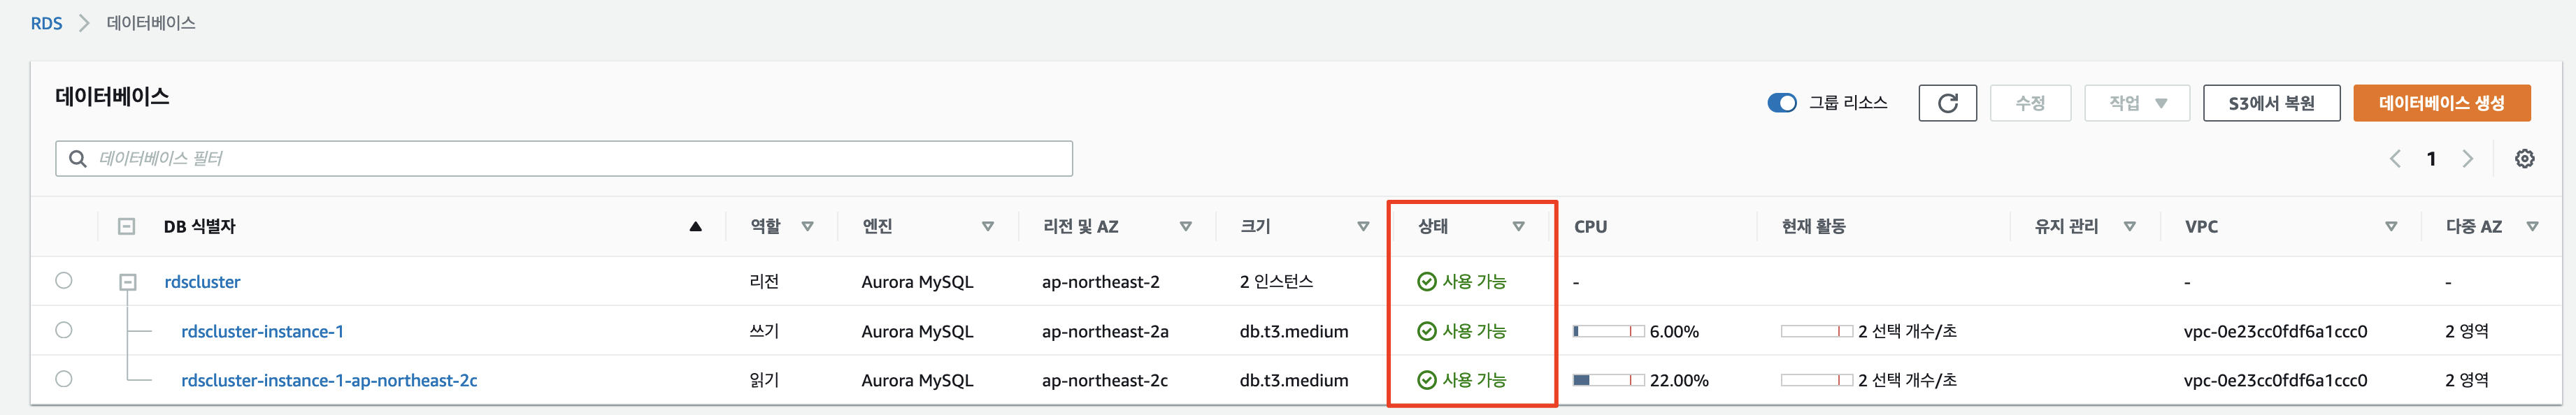 RDS > 데이터베이스
데이터베이스
그룹 리소스 수정 작업 S3에서 복원 데이터베이스 생성
데이터베이스 필터
1
DB 식별자 역할 엔진 리전 및 AZ 크기 상태 CPU 현재 활동 유지 관리 VPC 다중 AZ
rdscluster 리전 Aurora MySQL ap-northeast-2 2 인스턴스 사용 가능 - - -
rdscluster-instance-1 쓰기 Aurora MySQL ap-northeast-2a db.t3.medium 사용 가능 6.00% 2 선택 개수/초 vpc-0e23cc0fdf6a1ccc0 2 영역
rdscluster-instance-1-ap-northeast-2c 읽기 Aurora MySQL ap-northeast-2c db.t3.medium 사용 가능 22.00% 2 선택 개수/초 vpc-0e23cc0fdf6a1ccc0 2 영역